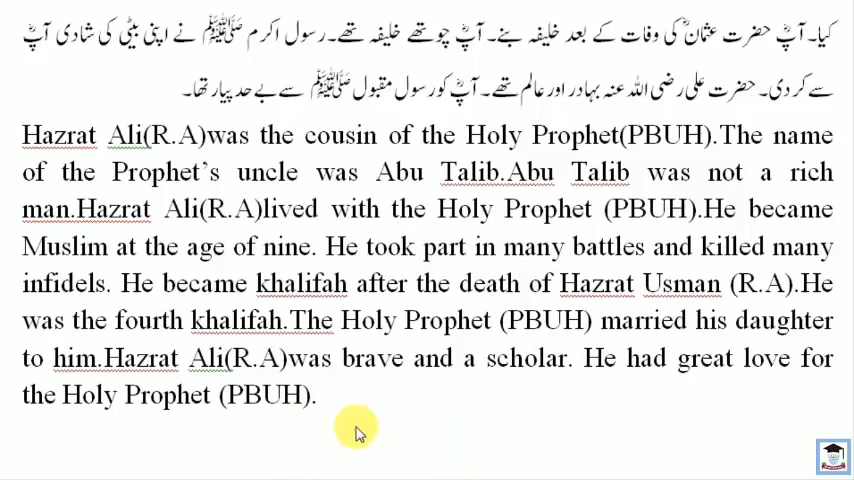 کیا۔ آپؓ حضرت عثمانؓ کی وفات کے بعد خلیفہ بنے۔ آپؓ چوتھے خلیفہ تھے۔ رسول اکرم ﷺ نے اپنی بیٹی کی شادی آپؓ
سے کر دی۔ حضرت علی رضی اللہ عنہ بہادر اور عالم تھے۔ آپؓ کو رسول مقبول ﷺ سے بے حد پیار تھا۔
Hazrat Ali(R.A)was the cousin of the Holy Prophet(PBUH).The name
of the Prophet’s uncle was Abu Talib.Abu Talib was not a rich
man.Hazrat Ali(R.A)lived with the Holy Prophet (PBUH).He became
Muslim at the age of nine. He took part in many battles and killed many
infidels. He became khalifah after the death of Hazrat Usman (R.A).He
was the fourth khalifah.The Holy Prophet (PBUH) married his daughter
to him.Hazrat Ali(R.A)was brave and a scholar. He had great love for
the Holy Prophet (PBUH).